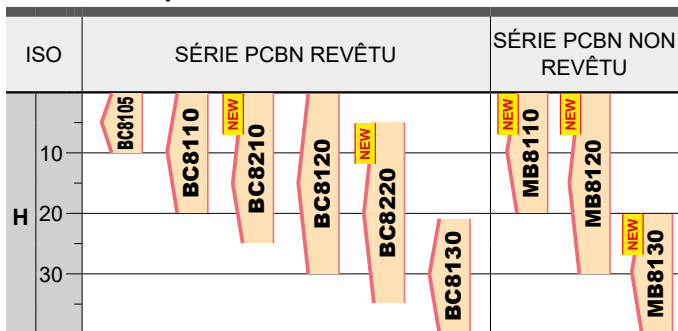 ISO
SÉRIE PCBN REVÊTU
SÉRIE PCBN NON
REVÊTU
H
10
20
30
BC8105
BC8110
NEW
BC8210
BC8120
NEW
BC8220
BC8130
NEW
MB8110
NEW
MB8120
NEW
MB8130